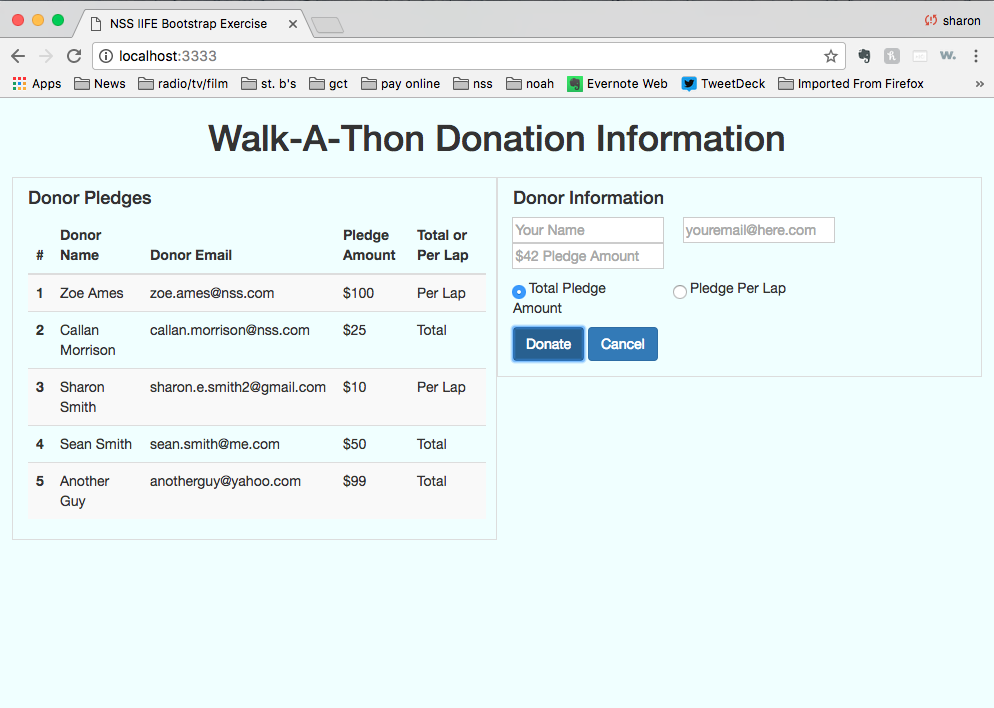 NSS IIFE Bootstrap Exercise
sharon
localhost:3333
Apps News radio/tv/film st. b's gct pay online nss noah Evernote Web TweetDeck Imported From Firefox »
Walk-A-Thon Donation Information
Donor Pledges
# Donor Name Donor Email Pledge Amount Total or Per Lap
1 Zoe Ames zoe.ames@nss.com $100 Per Lap
2 Callan Morrison callan.morrison@nss.com $25 Total
3 Sharon Smith sharon.e.smith2@gmail.com $10 Per Lap
4 Sean Smith sean.smith@me.com $50 Total
5 Another Guy anotherguy@yahoo.com $99 Total
Donor Information
Your Name youremail@here.com
$42 Pledge Amount
Total Pledge Amount Pledge Per Lap
Donate Cancel